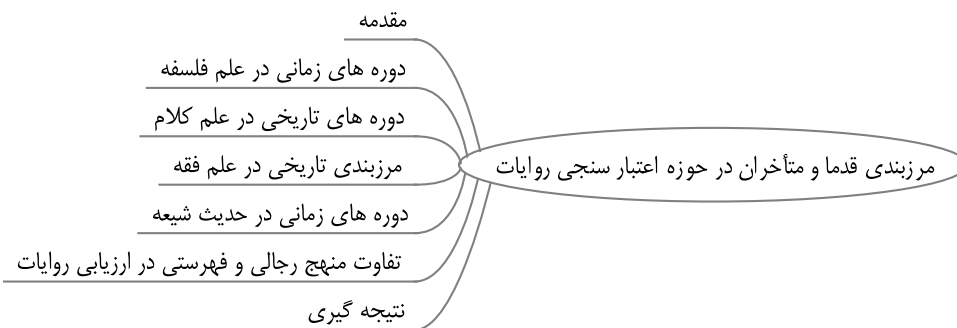 مرزبندی قدما و متأخران در حوزه اعتبار سنجی روایات
مقدمه
دوره های زمانی در علم فلسفه
دوره های تاریخی در علم کلام
مرزبندی تاریخی در علم فقه
دوره های زمانی در حدیث شیعه
تفاوت منهج رجالی و فهرستی در ارزیابی روایات
نتیجه گیری